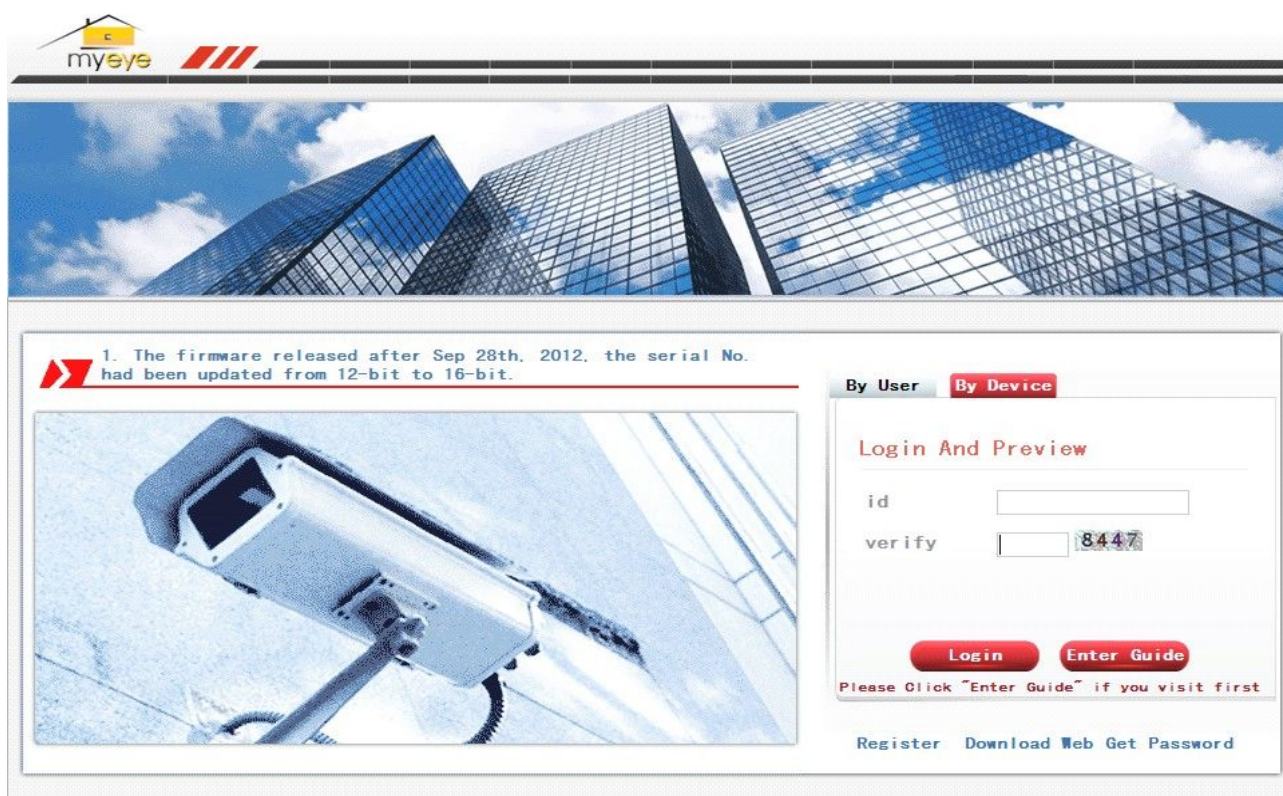 myeye
1. The firmware released after Sep 28th, 2012, the serial No.
had been updated from 12-bit to 16-bit.
By User By Device
Login And Preview
id
verify 8447
Login Enter Guide
Please Click "Enter Guide" if you visit first
Register Download Web Get Password